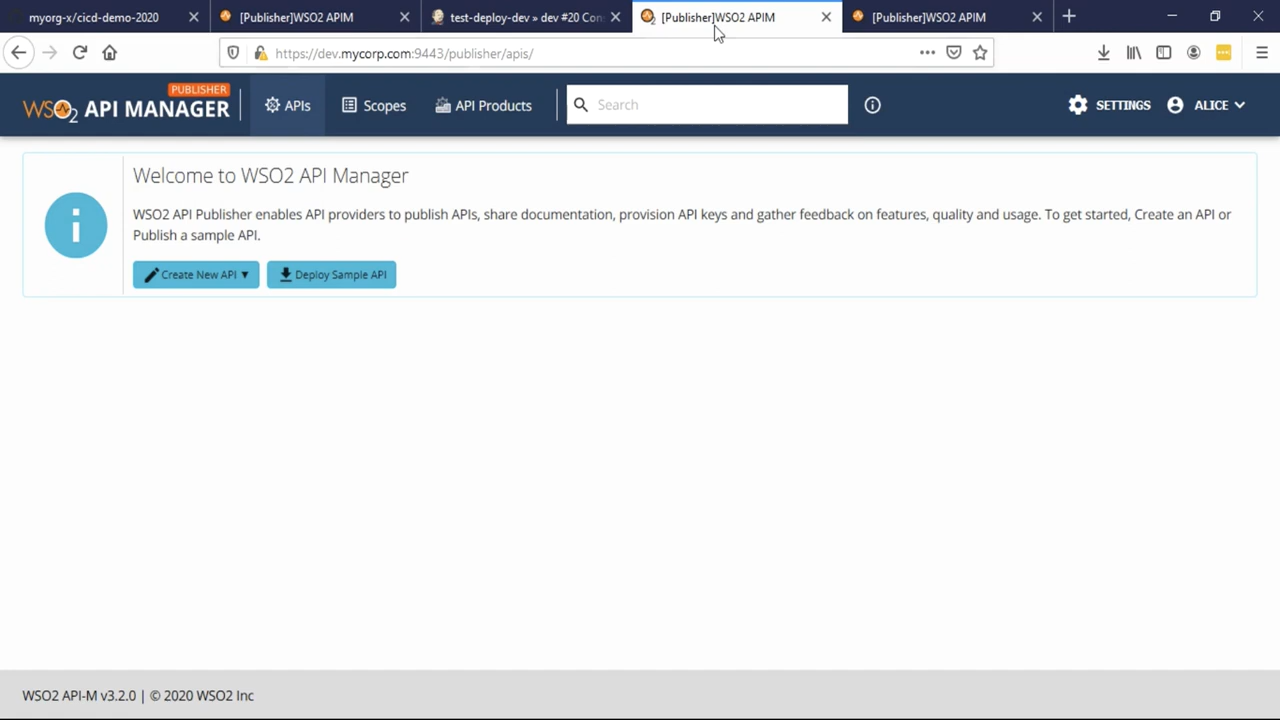 myorg-x/cicd-demo-2020
[Publisher]WSO2 APIM
test-deploy-dev » dev #20 Con
[Publisher]WSO2 APIM
[Publisher]WSO2 APIM
https://dev.mycorp.com:9443/publisher/apis/
PUBLISHER
WSO2 API MANAGER
APIs
Scopes
API Products
Search
SETTINGS
ALICE
Welcome to WSO2 API Manager
WSO2 API Publisher enables API providers to publish APIs, share documentation, provision API keys and gather feedback on features, quality and usage. To get started, Create an API or
Publish a sample API.
Create New API
Deploy Sample API
WSO2 API-M v3.2.0 | © 2020 WSO2 Inc